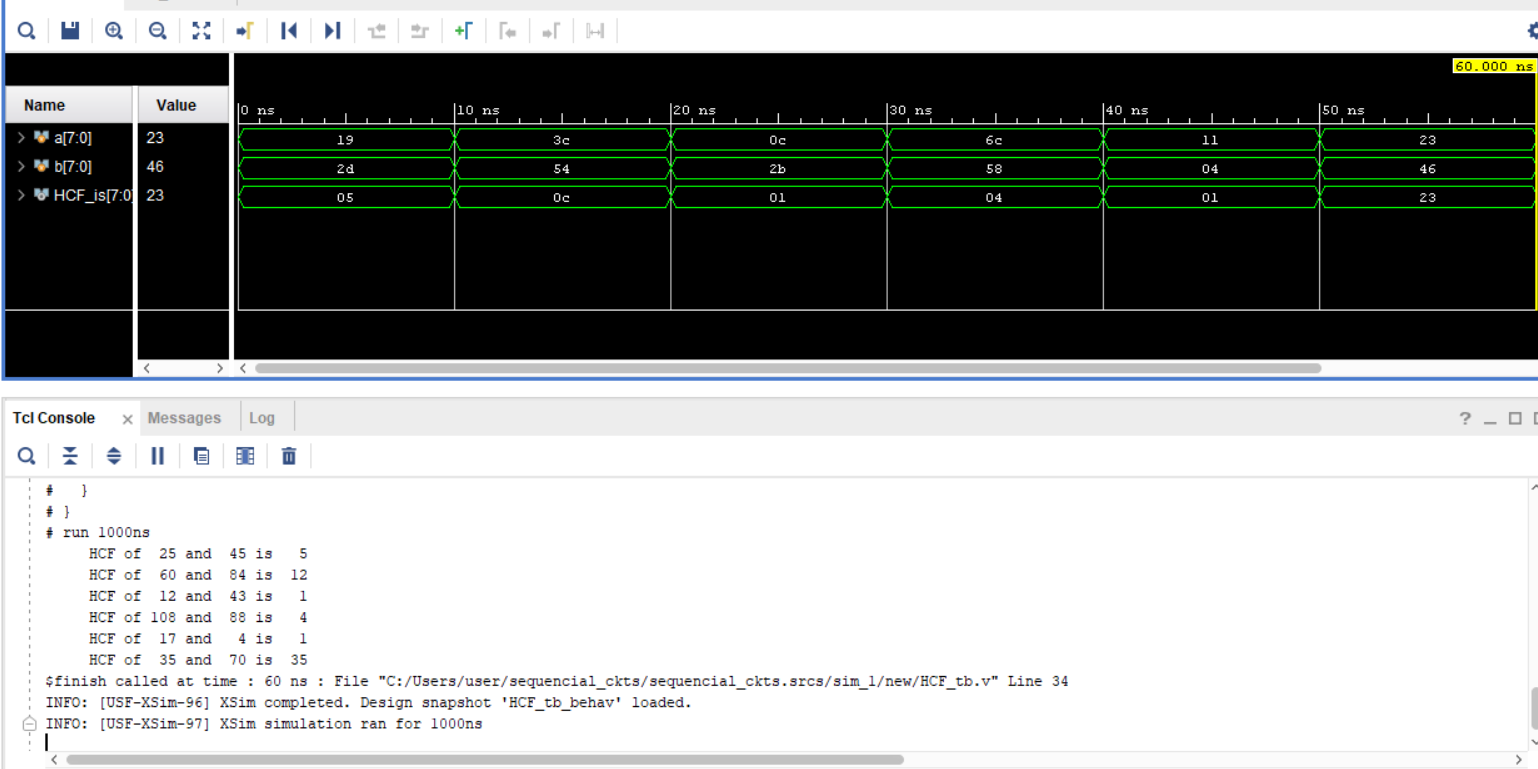 60.000 ns
Name Value
0 ns 10 ns 20 ns 30 ns 40 ns 50 ns
a[7:0] 23 19 3c 0c 6c 11 23
b[7:0] 46 2d 54 2b 58 04 46
HCF_is[7:0] 23 05 0c 01 04 01 23
Tcl Console × Messages Log
# }
# }
# run 1000ns
HCF of 25 and 45 is 5
HCF of 60 and 84 is 12
HCF of 12 and 43 is 1
HCF of 108 and 88 is 4
HCF of 17 and 4 is 1
HCF of 35 and 70 is 35
$finish called at time : 60 ns : File "C:/Users/user/sequencial_ckts/sequencial_ckts.srcs/sim_1/new/HCF_tb.v" Line 34
INFO: [USF-XSim-96] XSim completed. Design snapshot 'HCF_tb_behav' loaded.
INFO: [USF-XSim-97] XSim simulation ran for 1000ns